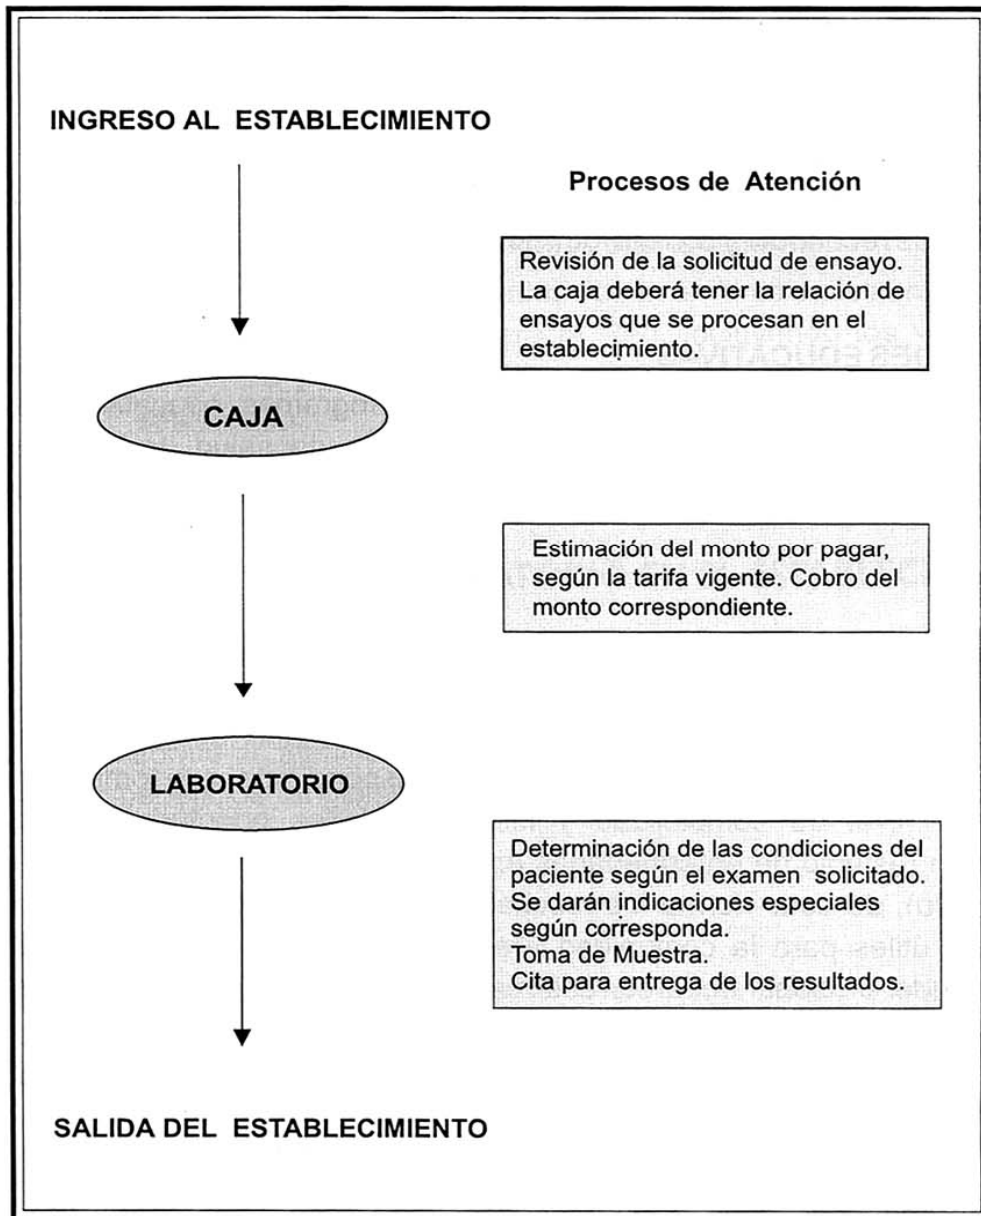 INGRESO AL ESTABLECIMIENTO
Procesos de Atención
Revisión de la solicitud de ensayo.
La caja deberá tener la relación de
ensayos que se procesan en el
establecimiento.
CAJA
Estimación del monto por pagar,
según la tarifa vigente. Cobro del
monto correspondiente.
LABORATORIO
Determinación de las condiciones del
paciente según el examen solicitado.
Se darán indicaciones especiales
según corresponda.
Toma de Muestra.
Cita para entrega de los resultados.
SALIDA DEL ESTABLECIMIENTO